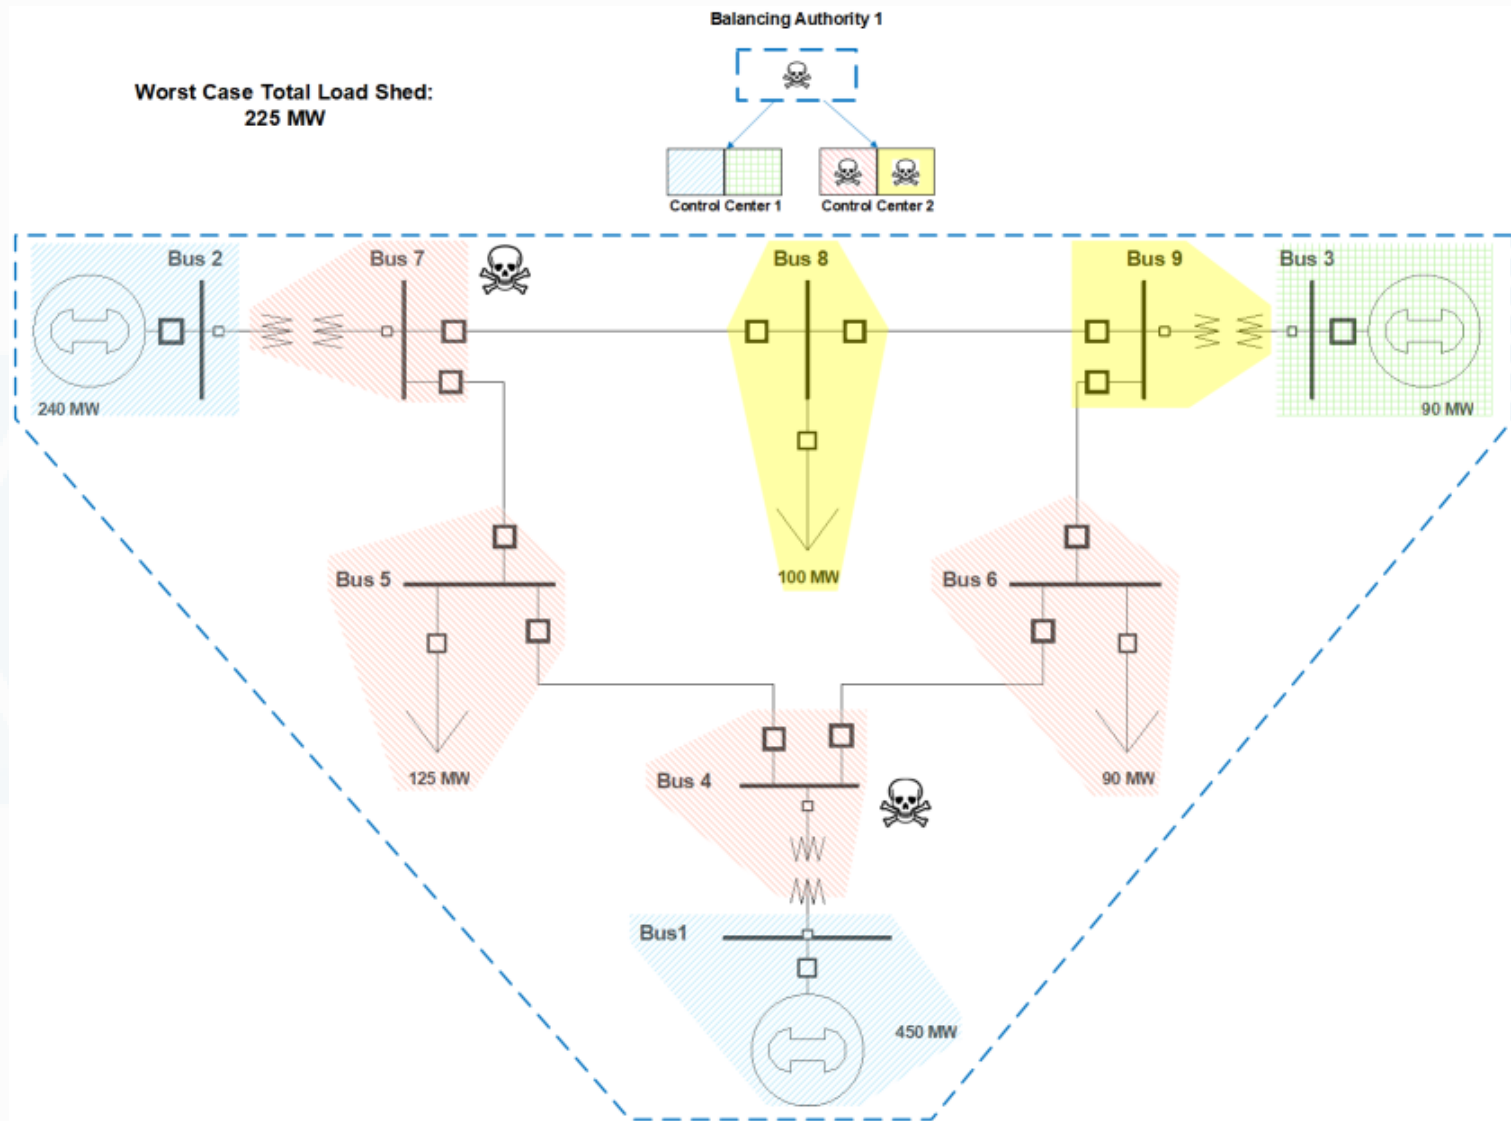 Balancing Authority 1
Worst Case Total Load Shed:
225 MW
Control Center 1
Control Center 2
Bus 2
Bus 7
Bus 8
Bus 9
Bus 3
240 MW
90 MW
Bus 5
100 MW
Bus 6
125 MW
Bus 4
90 MW
Bus1
450 MW